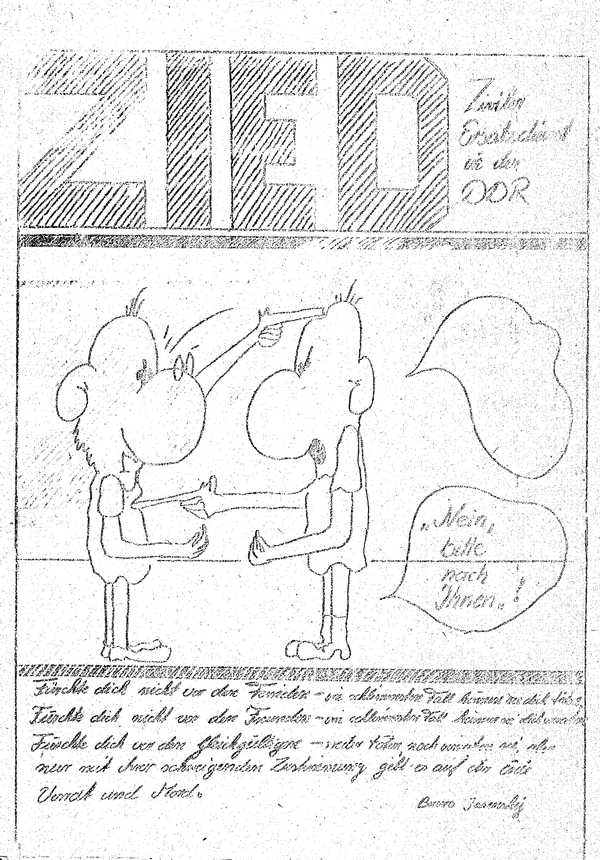 ZIED
Ersatzdienst
in der
DDR
„Nein,
bitte
nach
Ihnen„!
Fürchte dich nicht vor den Feinden – im schlimmsten Fall können sie dich
Fürchte dich nicht vor den Freunden – im schlimmsten Fall können sie dich verraten
Fürchte dich vor den Gleichgültigen – weder töten, noch verraten sie, aber
nur mit ihrer schweigenden Zustimmung gibt es auf der Erde
Verrat und Mord.
Bruno Jasenskij